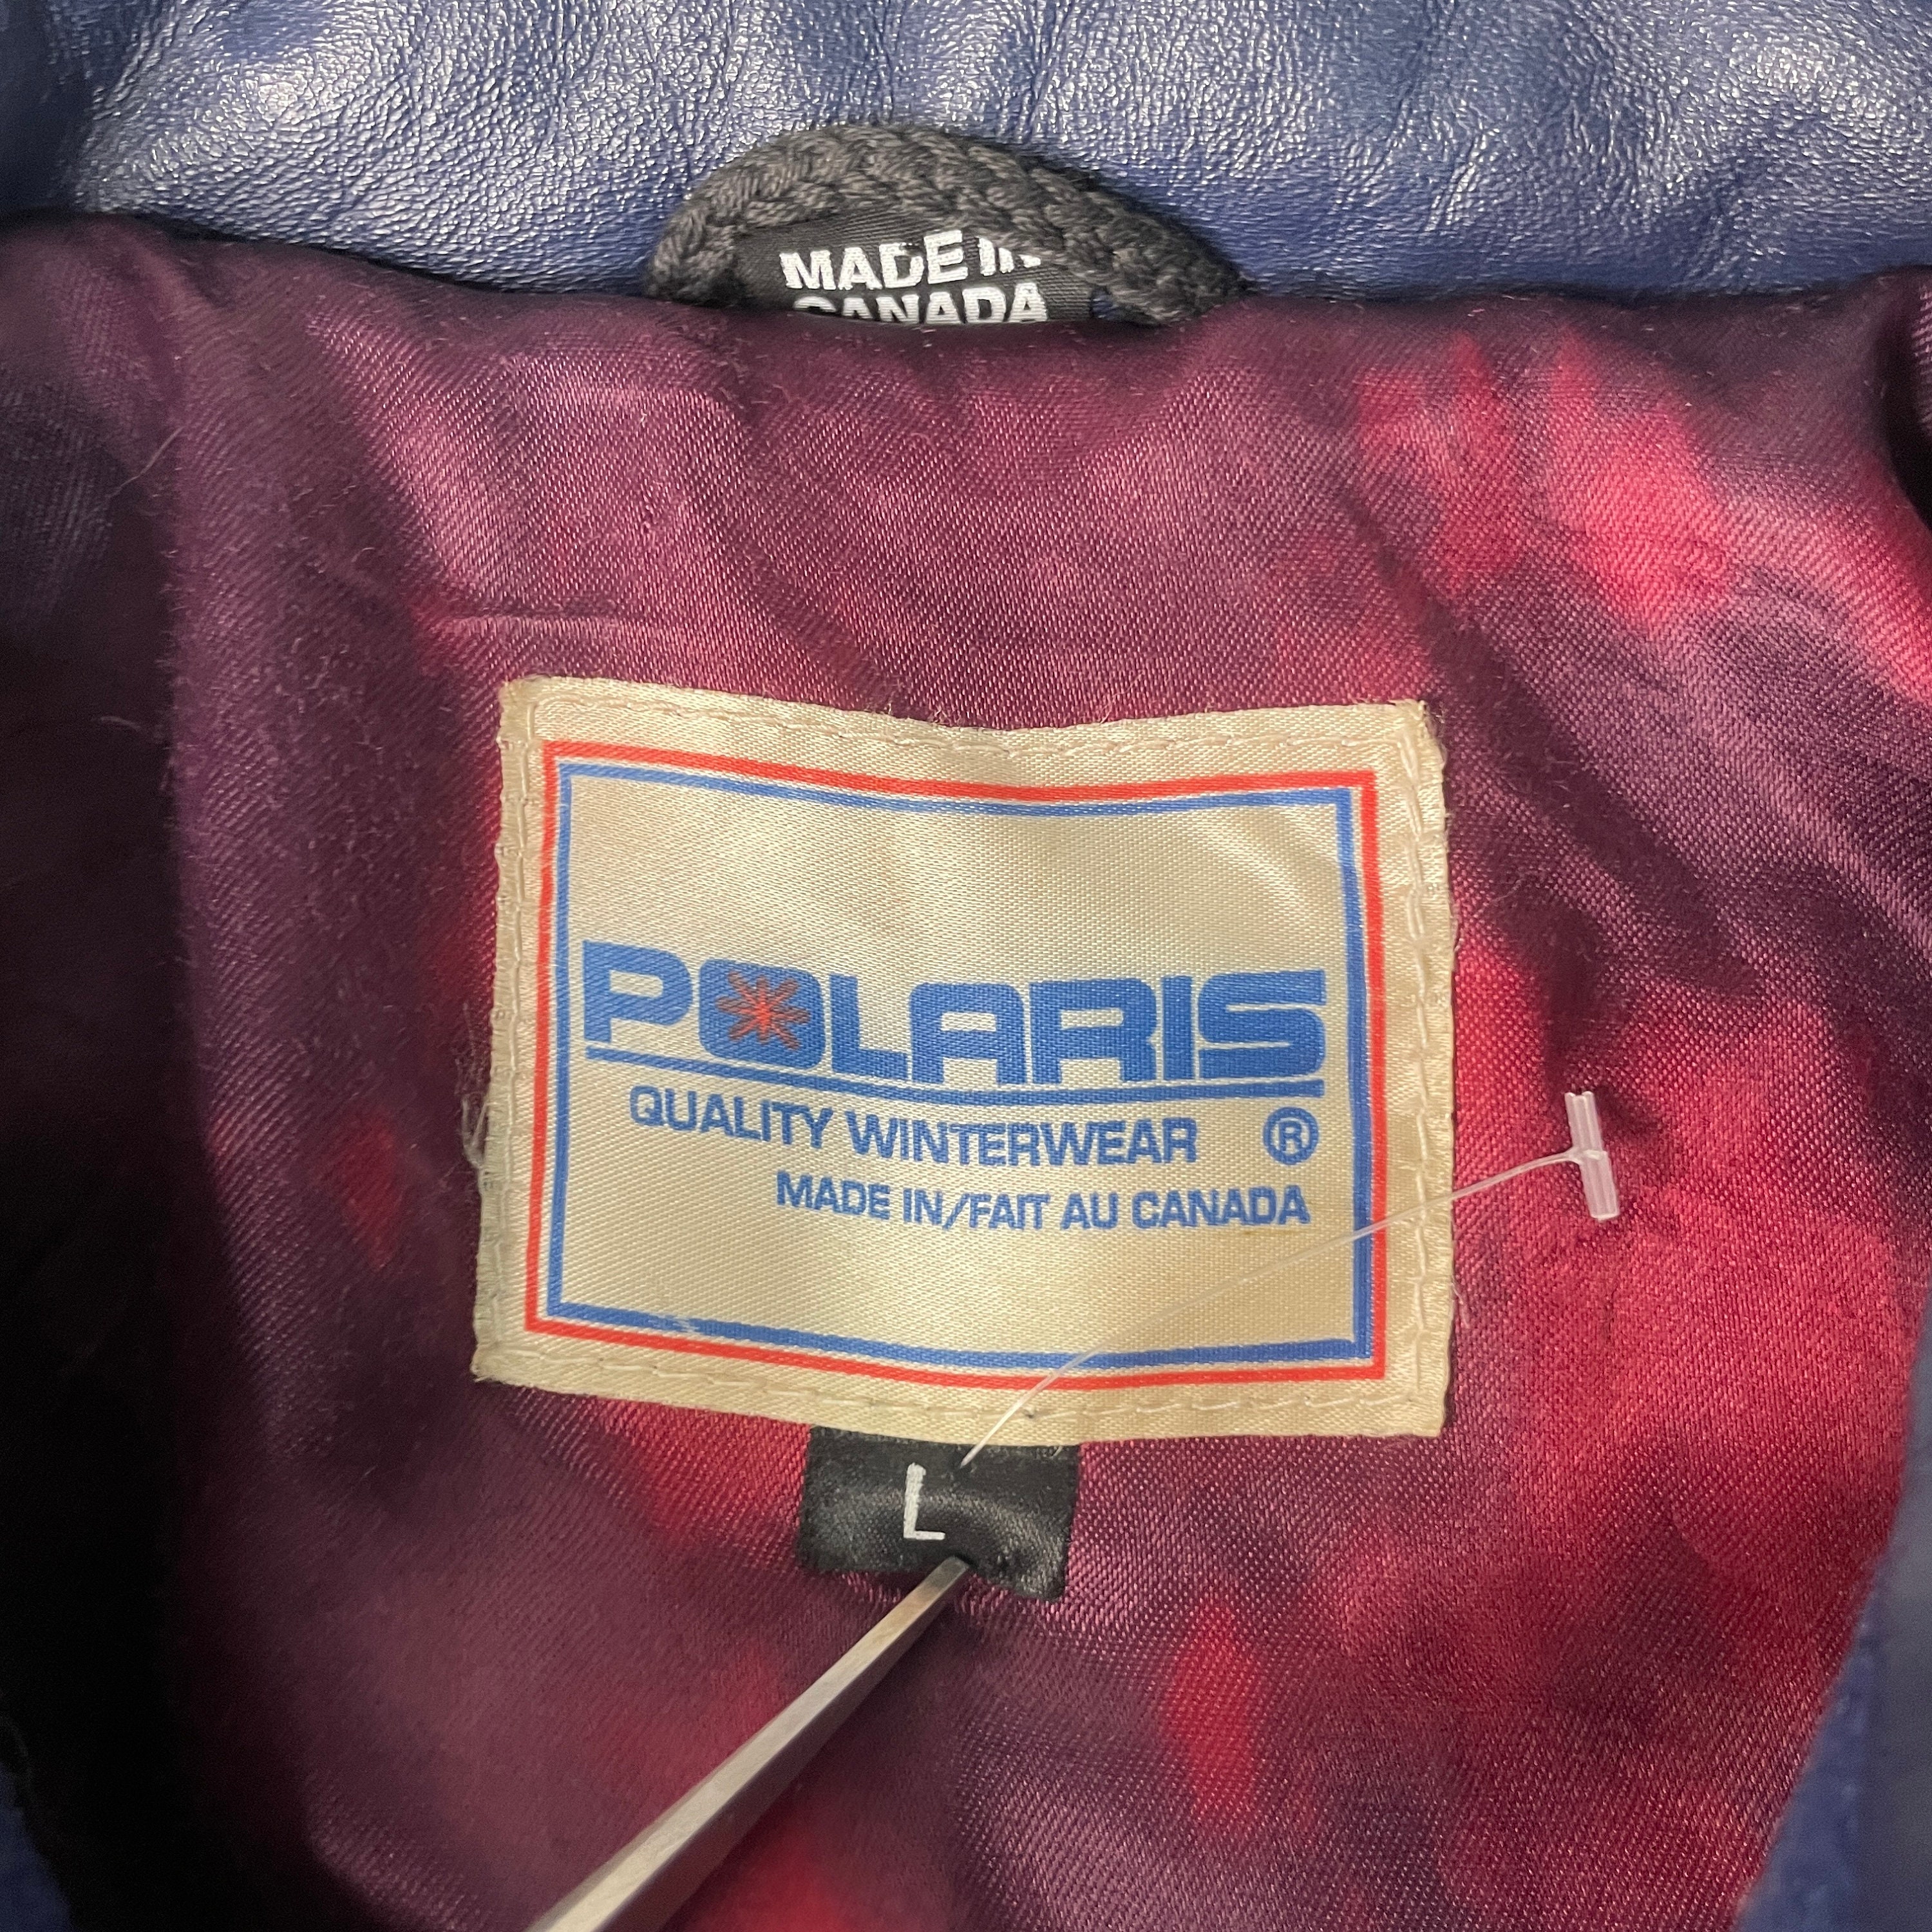 MADE IN
CANADA
POLARIS
QUALITY WINTERWEAR ®
MADE IN/FAIT AU CANADA
L